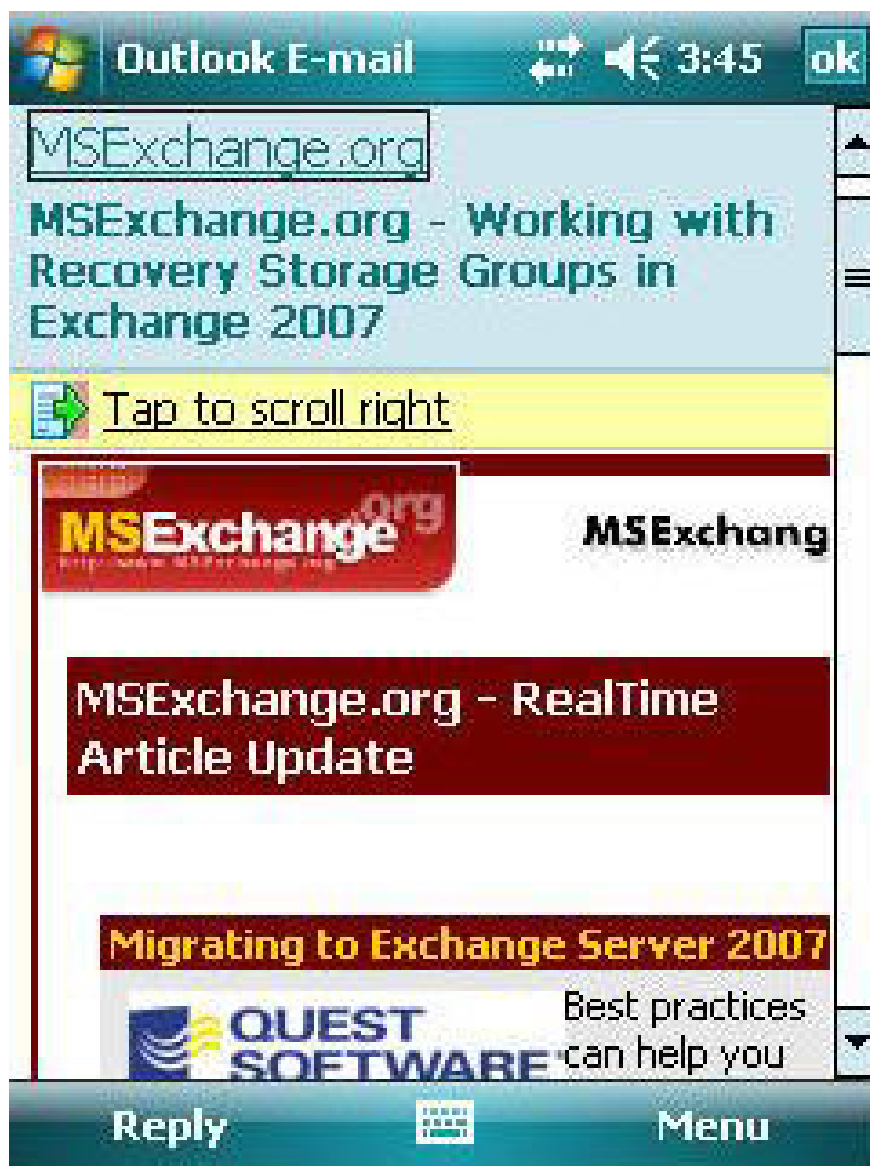 Outlook E-mail 3:45 ok
MSExchange.org
MSExchange.org - Working with
Recovery Storage Groups in
Exchange 2007
Tap to scroll right
MSExchange.org
MSExchang
MSExchange.org - RealTime
Article Update
Migrating to Exchange Server 2007
QUEST
SOFTWARE
Best practices
can help you
Reply Menu